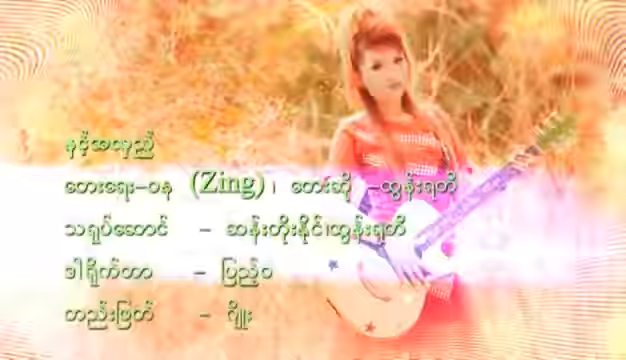 နင့်အလှည့်
တေးရေး-ဝန (Zing)၊ တေးဆို -ထွန်းရတီ
သရုပ်ဆောင် - ဆန်းတိုးနိုင်၊ထွန်းရတီ
ဒါရိုက်တာ - ပြည့်ဝ
တည်းဖြတ် - ဂျိုး